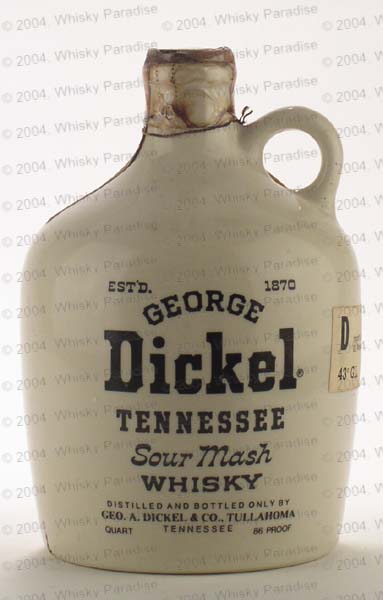 EST'D. 1870
GEORGE
Dickel®
TENNESSEE
Sour Mash
WHISKY
DISTILLED AND BOTTLED ONLY BY
GEO. A. DICKEL & CO., TULLAHOMA
QUART TENNESSEE 86 PROOF
D
43° GL
© 2004. Whisky Paradise